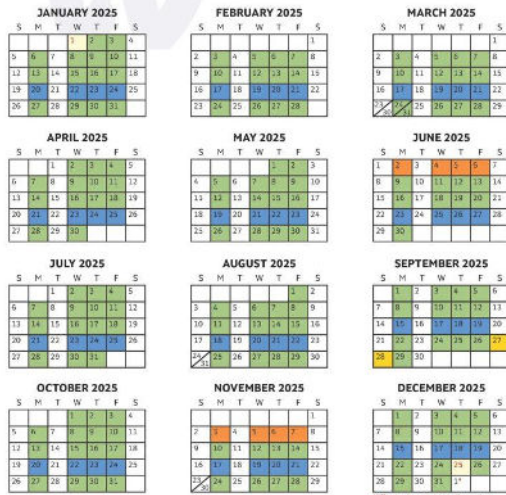 JANUARY 2025
S M T W T F S
1 2 3 4
5 6 7 8 9 10 11
12 13 14 15 16 17 18
19 20 21 22 23 24 25
26 27 28 29 30 31
FEBRUARY 2025
S M T W T F S
1
2 3 4 5 6 7 8
9 10 11 12 13 14 15
16 17 18 19 20 21 22
23 24 25 26 27 28
MARCH 2025
S M T W T F S
1
2 3 4 5 6 7 8
9 10 11 12 13 14 15
16 17 18 19 20 21 22
23/30 24/31 25 26 27 28 29
APRIL 2025
S M T W T F S
1 2 3 4 5
6 7 8 9 10 11 12
13 14 15 16 17 18 19
20 21 22 23 24 25 26
27 28 29 30
MAY 2025
S M T W T F S
1 2 3
4 5 6 7 8 9 10
11 12 13 14 15 16 17
18 19 20 21 22 23 24
25 26 27 28 29 30 31
JUNE 2025
S M T W T F S
1 2 3 4 5 6 7
8 9 10 11 12 13 14
15 16 17 18 19 20 21
22 23 24 25 26 27 28
29 30
JULY 2025
S M T W T F S
1 2 3 4 5
6 7 8 9 10 11 12
13 14 15 16 17 18 19
20 21 22 23 24 25 26
27 28 29 30 31
AUGUST 2025
S M T W T F S
1 2
3 4 5 6 7 8 9
10 11 12 13 14 15 16
17 18 19 20 21 22 23
24/31 25 26 27 28 29 30
SEPTEMBER 2025
S M T W T F S
1 2 3 4 5 6
7 8 9 10 11 12 13
14 15 16 17 18 19 20
21 22 23 24 25 26 27
28 29 30
OCTOBER 2025
S M T W T F S
1 2 3 4
5 6 7 8 9 10 11
12 13 14 15 16 17 18
19 20 21 22 23 24 25
26 27 28 29 30 31
NOVEMBER 2025
S M T W T F S
1
2 3 4 5 6 7 8
9 10 11 12 13 14 15
16 17 18 19 20 21 22
23/30 24 25 26 27 28 29
DECEMBER 2025
S M T W T F S
1 2 3 4 5 6
7 8 9 10 11 12 13
14 15 16 17 18 19 20
21 22 23 24 25 26 27
28 29 30 31 1*